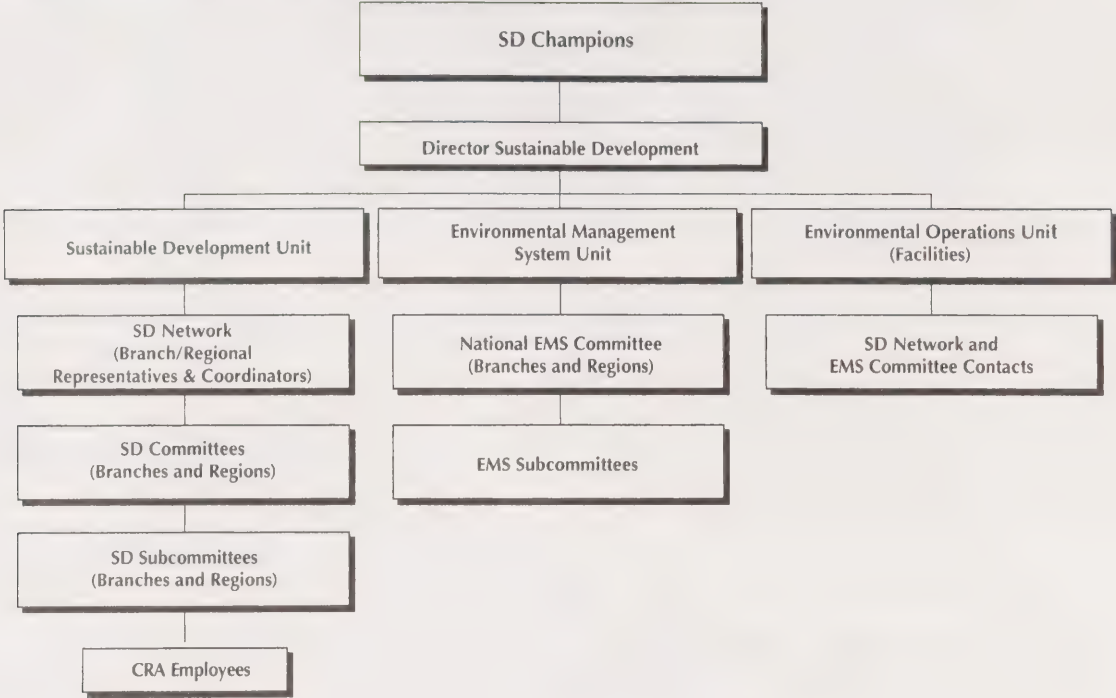 SD Champions
Director Sustainable Development
Sustainable Development Unit
Environmental Management
System Unit
Environmental Operations Unit
(Facilities)
SD Network
(Branch/Regional
Representatives & Coordinators)
National EMS Committee
(Branches and Regions)
SD Network and
EMS Committee Contacts
SD Committees
(Branches and Regions)
EMS Subcommittees
SD Subcommittees
(Branches and Regions)
CRA Employees